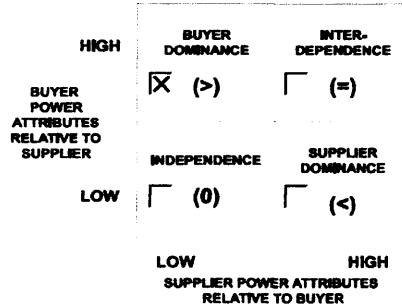 HIGH
BUYER
DOMINANCE
INTER-
DEPENDENCE
(>)
(=)
BUYER
POWER
ATTRIBUTES
RELATIVE TO
SUPPLIER
INDEPENDENCE
SUPPLIER
DOMINANCE
LOW
(0)
(<)
LOW
HIGH
SUPPLIER POWER ATTRIBUTES
RELATIVE TO BUYER